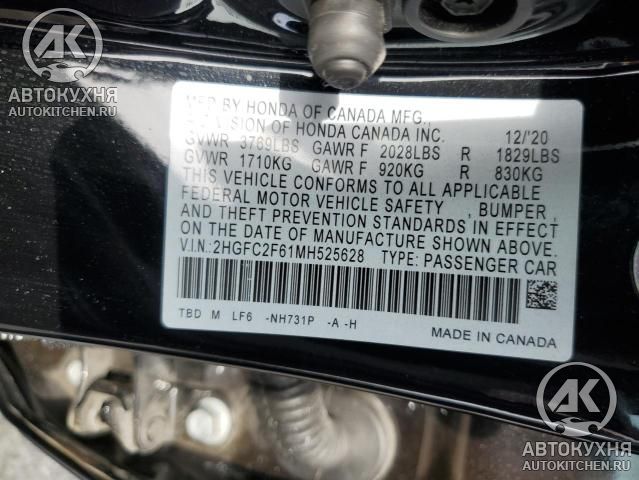 АК
АВТОКУХНЯ
AUTOKITCHEN.RU
MFD BY HONDA OF CANADA MFG.,
A DIVISION OF HONDA CANADA INC. 12/'20
GVWR 3769LBS GAWR F 2028LBS R 1829LBS
GVWR 1710KG GAWR F 920KG R 830KG
THIS VEHICLE CONFORMS TO ALL APPLICABLE
FEDERAL MOTOR VEHICLE SAFETY , BUMPER ,
AND THEFT PREVENTION STANDARDS IN EFFECT
ON THE DATE OF MANUFACTURE SHOWN ABOVE.
V.I.N.:2HGFC2F61MH525628 TYPE: PASSENGER CAR
TBD M LF6 -NH731P -A -H
MADE IN CANADA
АК
АВТОКУХНЯ
AUTOKITCHEN.RU